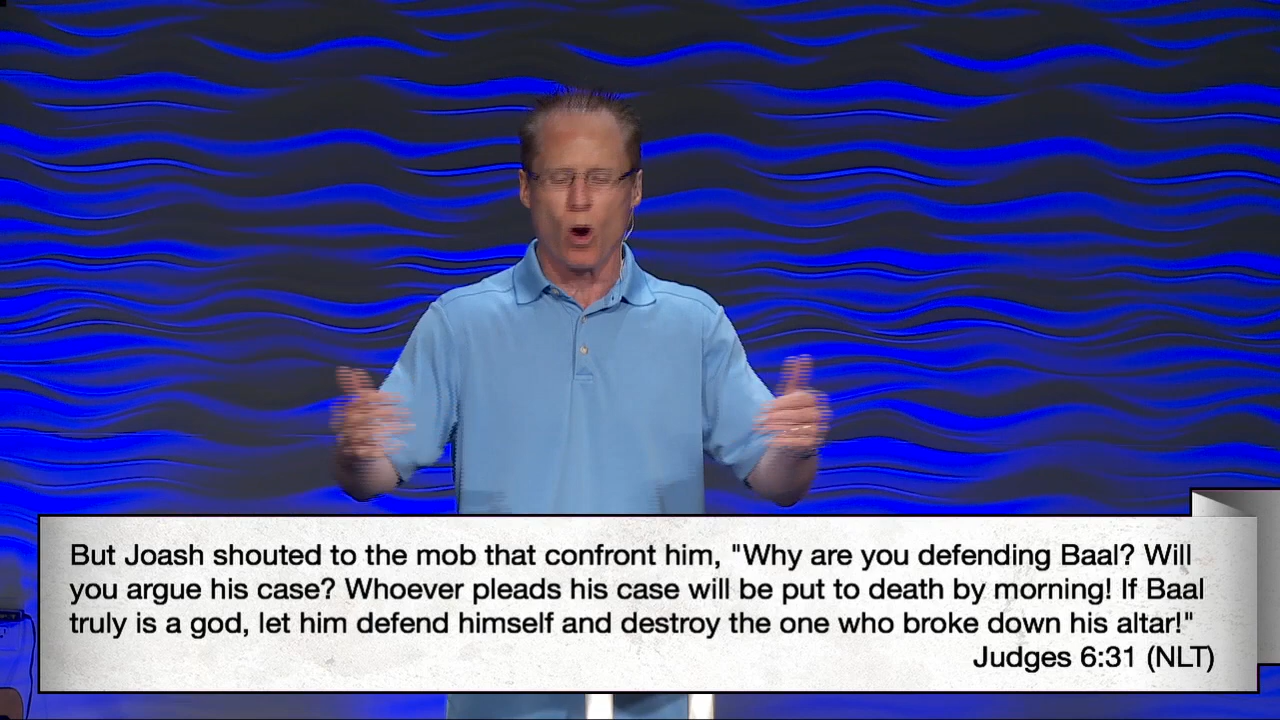 But Joash shouted to the mob that confront him, "Why are you defending Baal? Will
you argue his case? Whoever pleads his case will be put to death by morning! If Baal
truly is a god, let him defend himself and destroy the one who broke down his altar!"
Judges 6:31 (NLT)